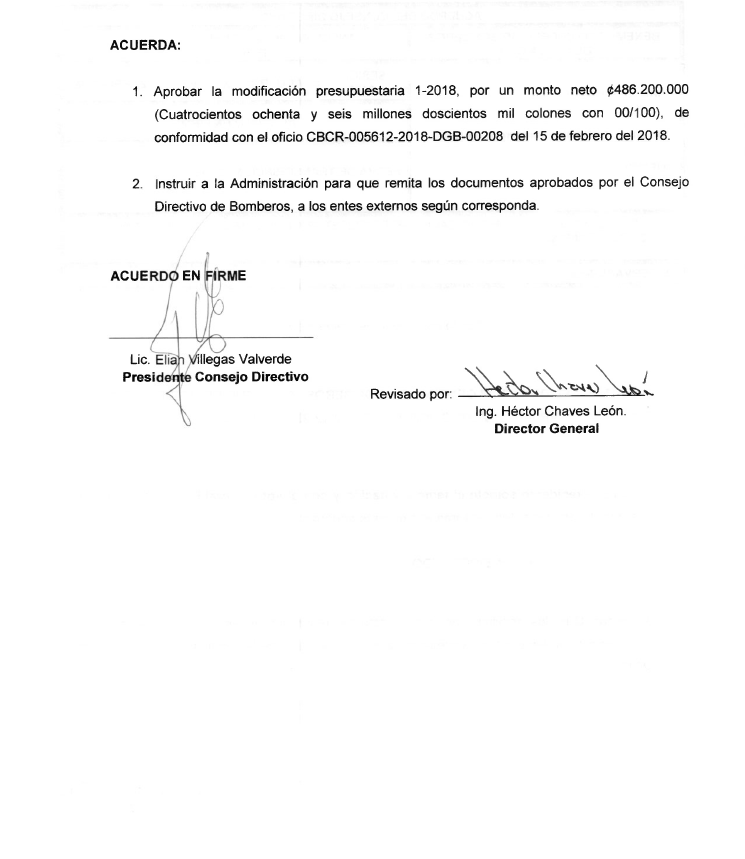 ACUERDA:
1. Aprobar la modificación presupuestaria 1-2018, por un monto neto ¢486.200.000
(Cuatrocientos ochenta y seis millones doscientos mil colones con 00/100), de
conformidad con el oficio CBCR-005612-2018-DGB-00208 del 15 de febrero del 2018.
2. Instruir a la Administración para que remita los documentos aprobados por el Consejo
Directivo de Bomberos, a los entes externos según corresponda.
ACUERDO EN FIRME
Lic. Elian Villegas Valverde
Presidente Consejo Directivo
Revisado por: Hector Chaves León
Ing. Héctor Chaves León.
Director General